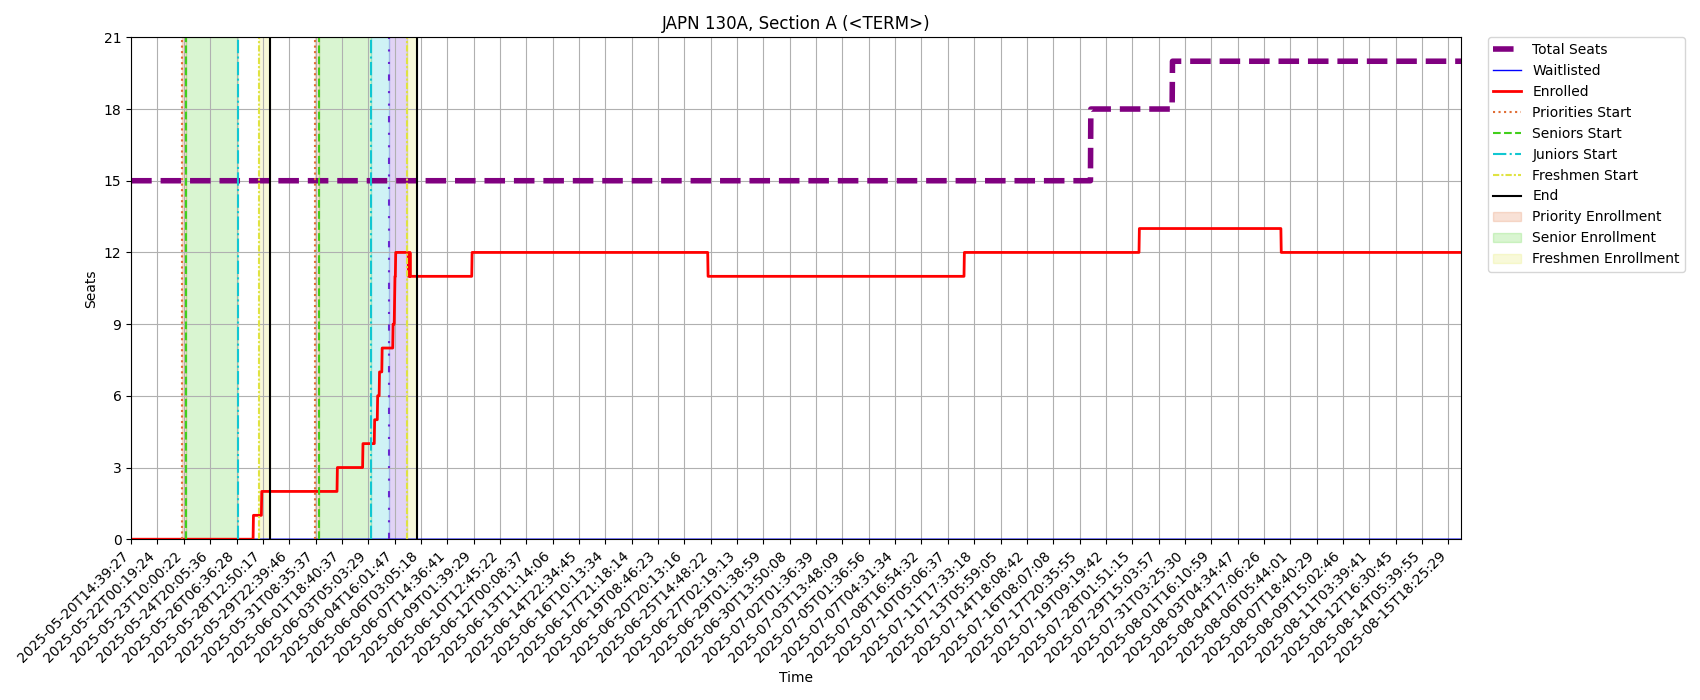 JAPN 130A, Section A (<TERM>)
21
18
15
12
9
6
3
0
Seats
2025-05-20T14:39:27
2025-05-22T00:19:24
2025-05-23T10:00:22
2025-05-24T20:05:36
2025-05-26T06:36:28
2025-05-28T12:50:17
2025-05-29T22:39:46
2025-05-31T08:35:37
2025-06-01T18:40:37
2025-06-03T05:03:29
2025-06-04T16:01:47
2025-06-06T03:05:18
2025-06-07T14:36:41
2025-06-09T01:39:29
2025-06-10T12:45:22
2025-06-12T00:08:37
2025-06-13T11:14:06
2025-06-14T22:34:45
2025-06-16T10:13:34
2025-06-17T21:18:14
2025-06-19T08:46:23
2025-06-20T20:13:16
2025-06-25T14:48:22
2025-06-27T02:19:13
2025-06-29T01:38:59
2025-06-30T13:50:08
2025-07-02T01:36:39
2025-07-03T13:48:09
2025-07-05T01:36:56
2025-07-07T04:31:34
2025-07-08T16:54:32
2025-07-10T05:06:37
2025-07-11T17:33:18
2025-07-13T05:59:05
2025-07-14T18:08:42
2025-07-16T08:07:08
2025-07-17T20:35:55
2025-07-19T09:19:42
2025-07-28T01:51:15
2025-07-29T15:03:57
2025-07-31T03:25:30
2025-08-01T16:10:59
2025-08-03T04:34:47
2025-08-04T17:06:26
2025-08-06T05:44:01
2025-08-07T18:40:29
2025-08-09T15:02:46
2025-08-11T03:39:41
2025-08-12T16:30:45
2025-08-14T05:39:55
2025-08-15T18:25:29
Time
Total Seats
Waitlisted
Enrolled
Priorities Start
Seniors Start
Juniors Start
Freshmen Start
End
Priority Enrollment
Senior Enrollment
Freshmen Enrollment